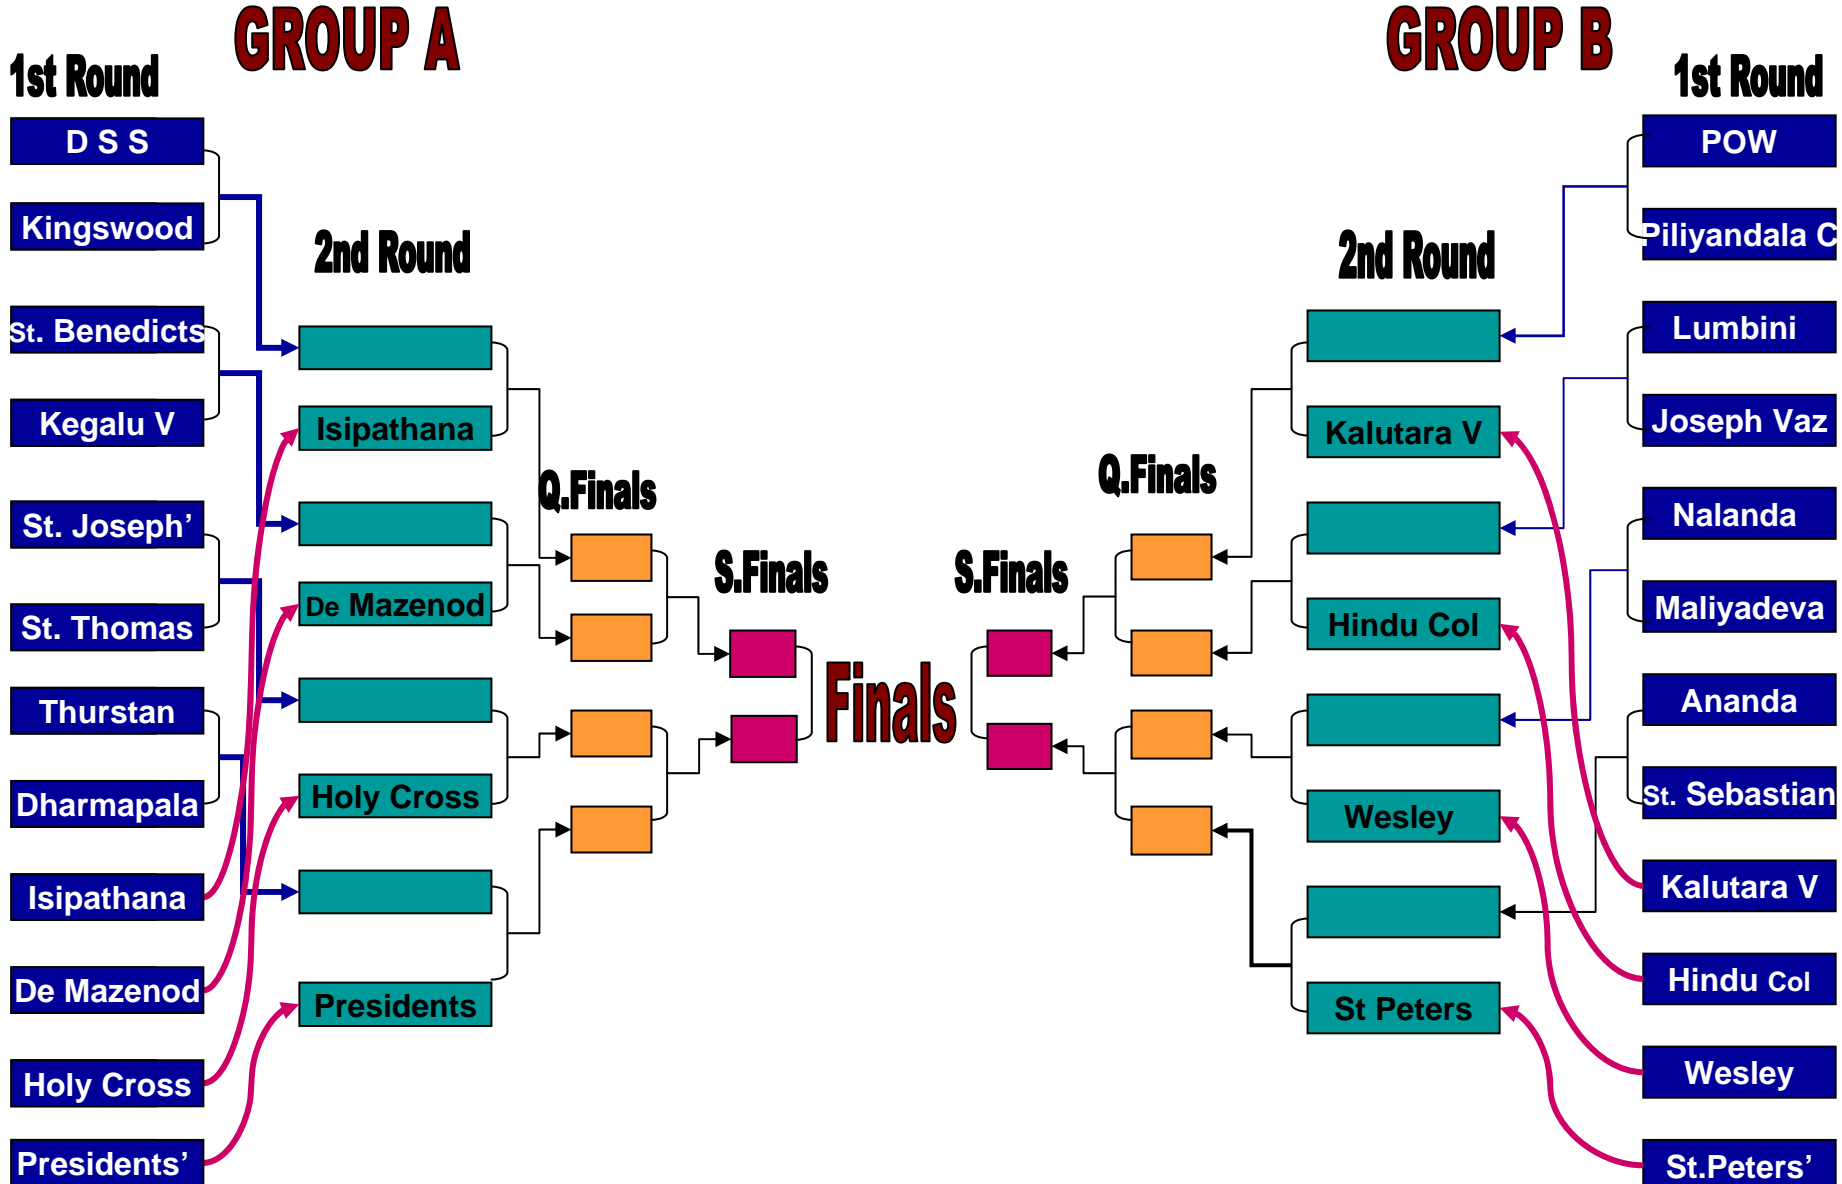 GROUP A
GROUP B
1st Round
1st Round
D S S
Kingswood
St. Benedicts
Kegalu V
St. Joseph’
St. Thomas
Thurstan
Dharmapala
Isipathana
De Mazenod
Holy Cross
Presidents’
2nd Round
Isipathana
De Mazenod
Holy Cross
Presidents
Q.Finals
S.Finals
Finals
S.Finals
Q.Finals
2nd Round
Kalutara V
Hindu Col
Wesley
St Peters
POW
Piliyandala C
Lumbini
Joseph Vaz
Nalanda
Maliyadeva
Ananda
St. Sebastian
Kalutara V
Hindu Col
Wesley
St.Peters’